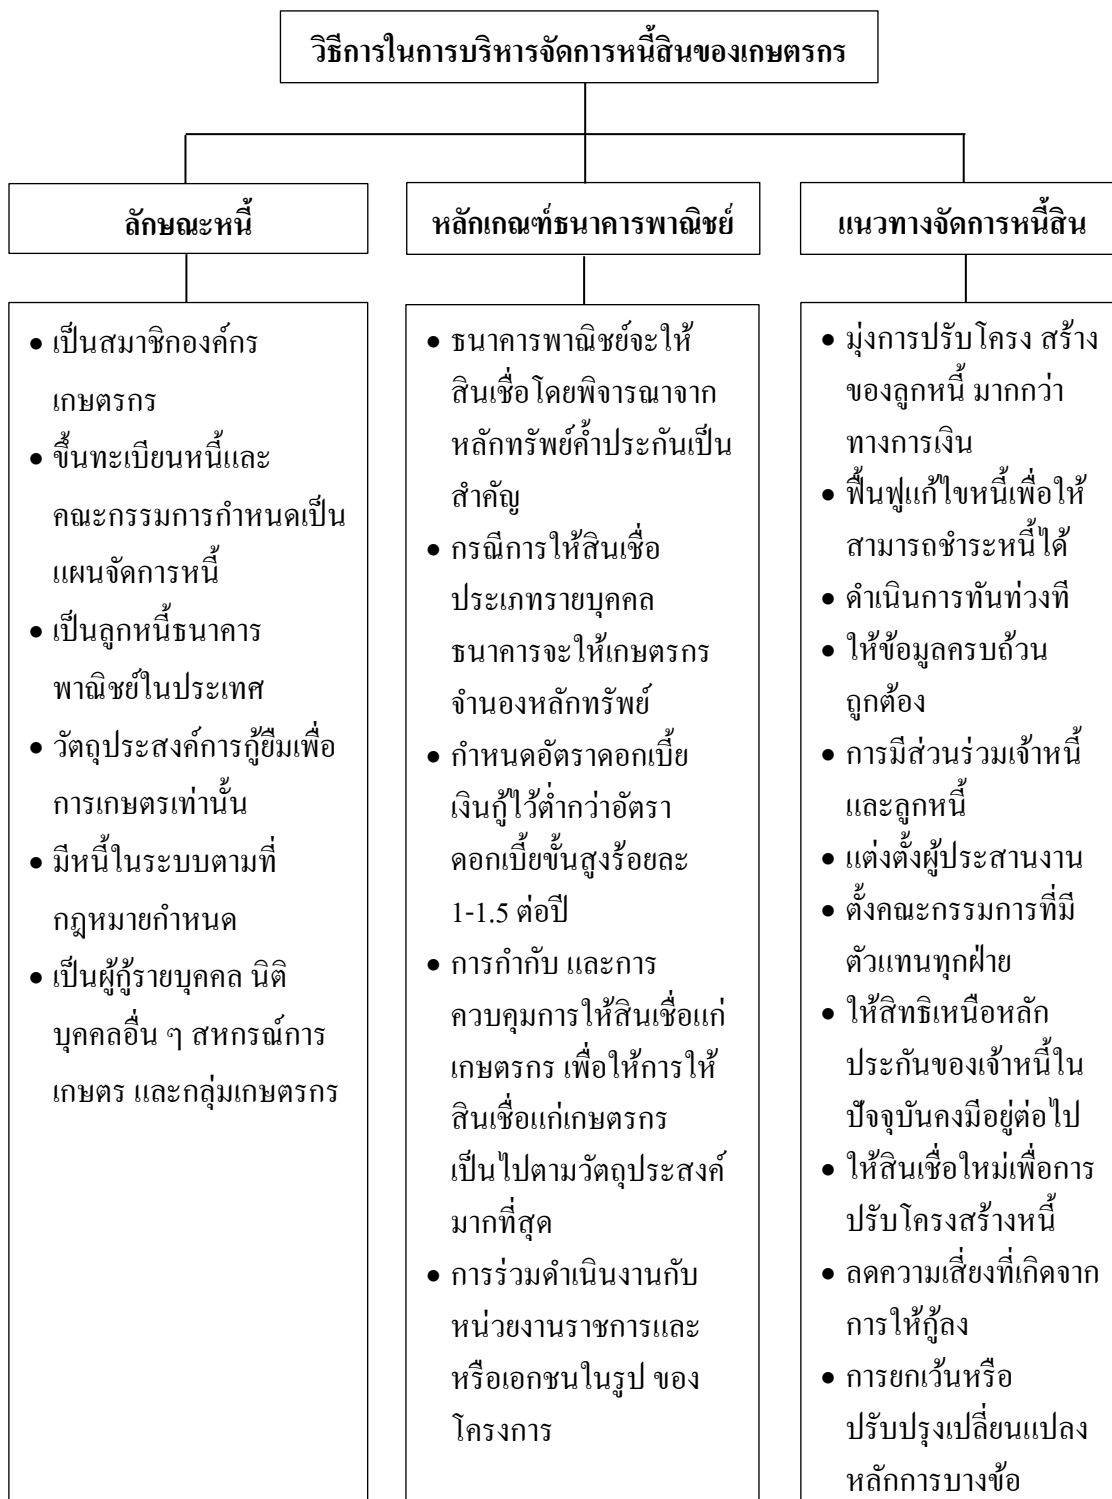 วิธีการในการบริหารจัดการหนี้สินของเกษตรกร
ลักษณะหนี้
• เป็นสมาชิกองค์กร
เกษตรกร
• ขึ้นทะเบียนหนี้และ
คณะกรรมการกำหนดเป็น
แผนจัดการหนี้
• เป็นลูกหนี้ธนาคาร
พาณิชย์ในประเทศ
• วัตถุประสงค์การกู้ยืมเพื่อ
การเกษตรเท่านั้น
• มีหนี้ในระบบตามที่
กฎหมายกำหนด
• เป็นผู้กู้รายบุคคล นิติ
บุคคลอื่น ๆ สหกรณ์การ
เกษตร และกลุ่มเกษตรกร
หลักเกณฑ์ธนาคารพาณิชย์
• ธนาคารพาณิชย์จะให้
สินเชื่อโดยพิจารณาจาก
หลักทรัพย์ค้ำประกันเป็น
สำคัญ
• กรณีการให้สินเชื่อ
ประเภทรายบุคคล
ธนาคารจะให้เกษตรกร
จำนองหลักทรัพย์
• กำหนดอัตราดอกเบี้ย
เงินกู้ไว้ต่ำกว่าอัตรา
ดอกเบี้ยขั้นสูงร้อยละ
1-1.5 ต่อปี
• การกำกับ และการ
ควบคุมการให้สินเชื่อแก่
เกษตรกร เพื่อให้การให้
สินเชื่อแก่เกษตรกร
เป็นไปตามวัตถุประสงค์
มากที่สุด
• การร่วมดำเนินงานกับ
หน่วยงานราชการและ
หรือเอกชนในรูป ของ
โครงการ
แนวทางจัดการหนี้สิน
• มุ่งการปรับโครง สร้าง
ของลูกหนี้ มากกว่า
ทางการเงิน
• ฟื้นฟูแก้ไขหนี้เพื่อให้
สามารถชำระหนี้ได้
• ดำเนินการทันท่วงที
• ให้ข้อมูลครบถ้วน
ถูกต้อง
• การมีส่วนร่วมเจ้าหนี้
และลูกหนี้
• แต่งตั้งผู้ประสานงาน
• ตั้งคณะกรรมการที่มี
ตัวแทนทุกฝ่าย
• ให้สิทธิเหนือหลัก
ประกันของเจ้าหนี้ใน
ปัจจุบันคงมีอยู่ต่อไป
• ให้สินเชื่อใหม่เพื่อการ
ปรับโครงสร้างหนี้
• ลดความเสี่ยงที่เกิดจาก
การให้กู้ลง
• การยกเว้นหรือ
ปรับปรุงเปลี่ยนแปลง
หลักการบางข้อ